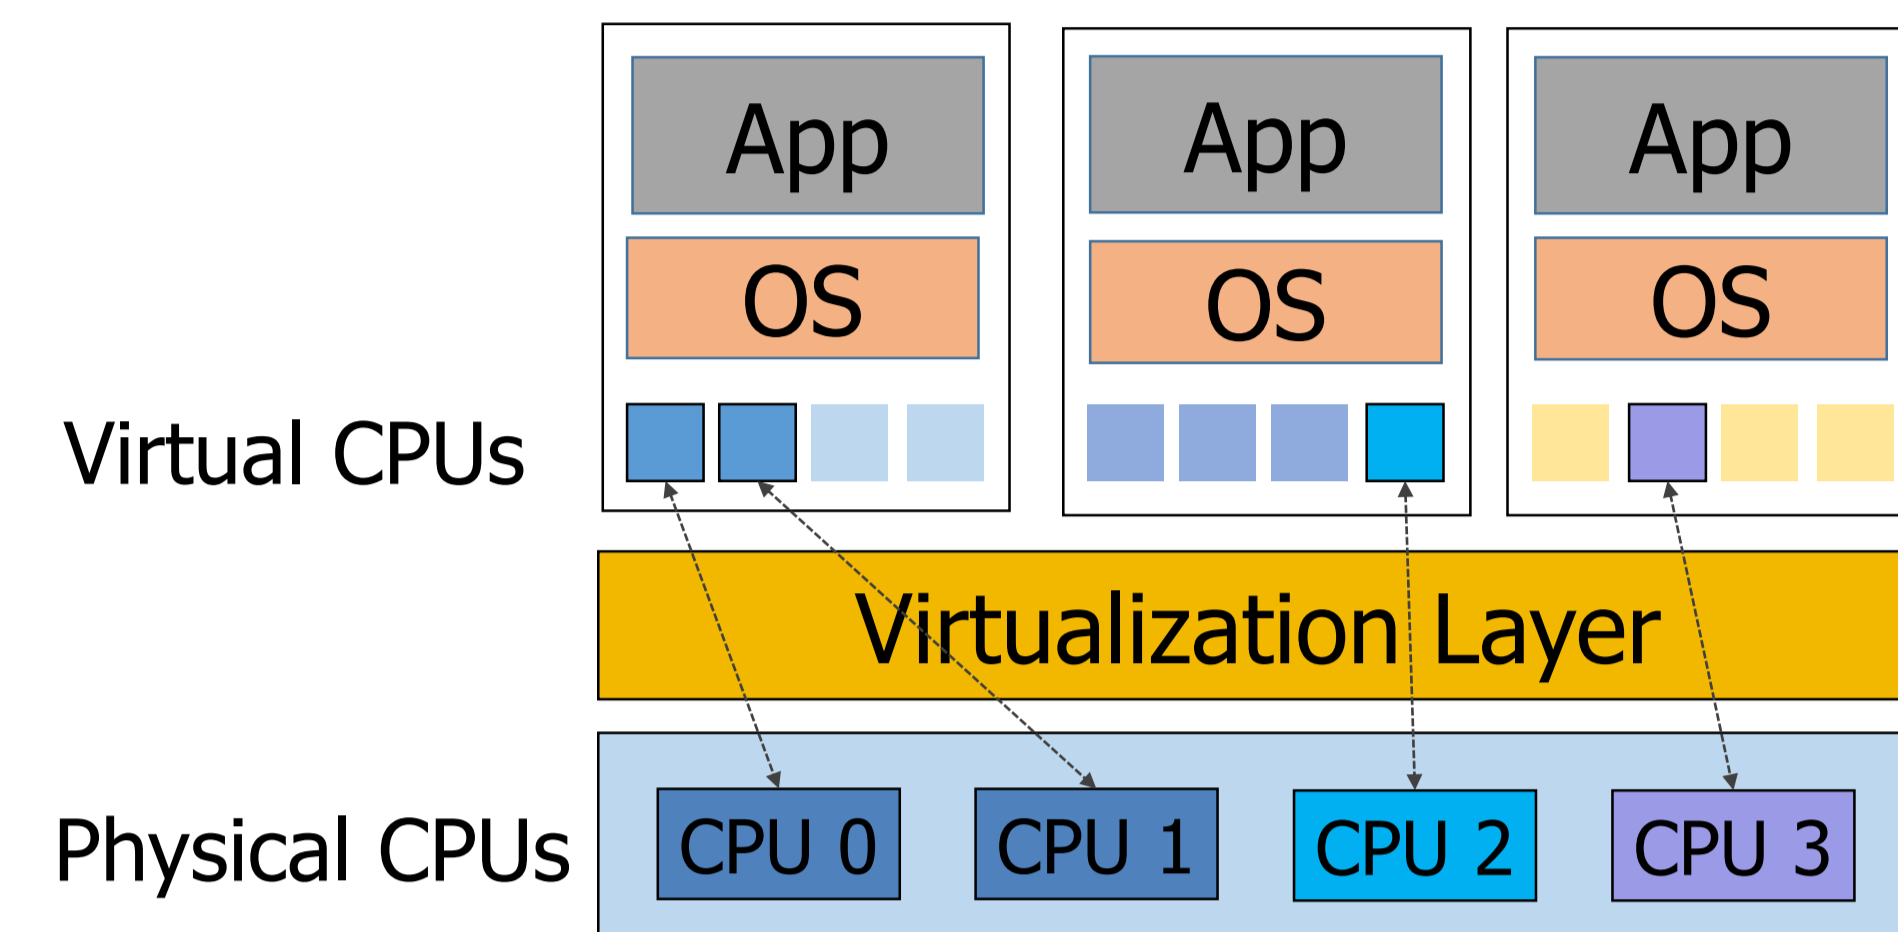 App
App
App
OS
OS
OS
Virtual CPUs
Virtualization Layer
Physical CPUs
CPU 0
CPU 1
CPU 2
CPU 3